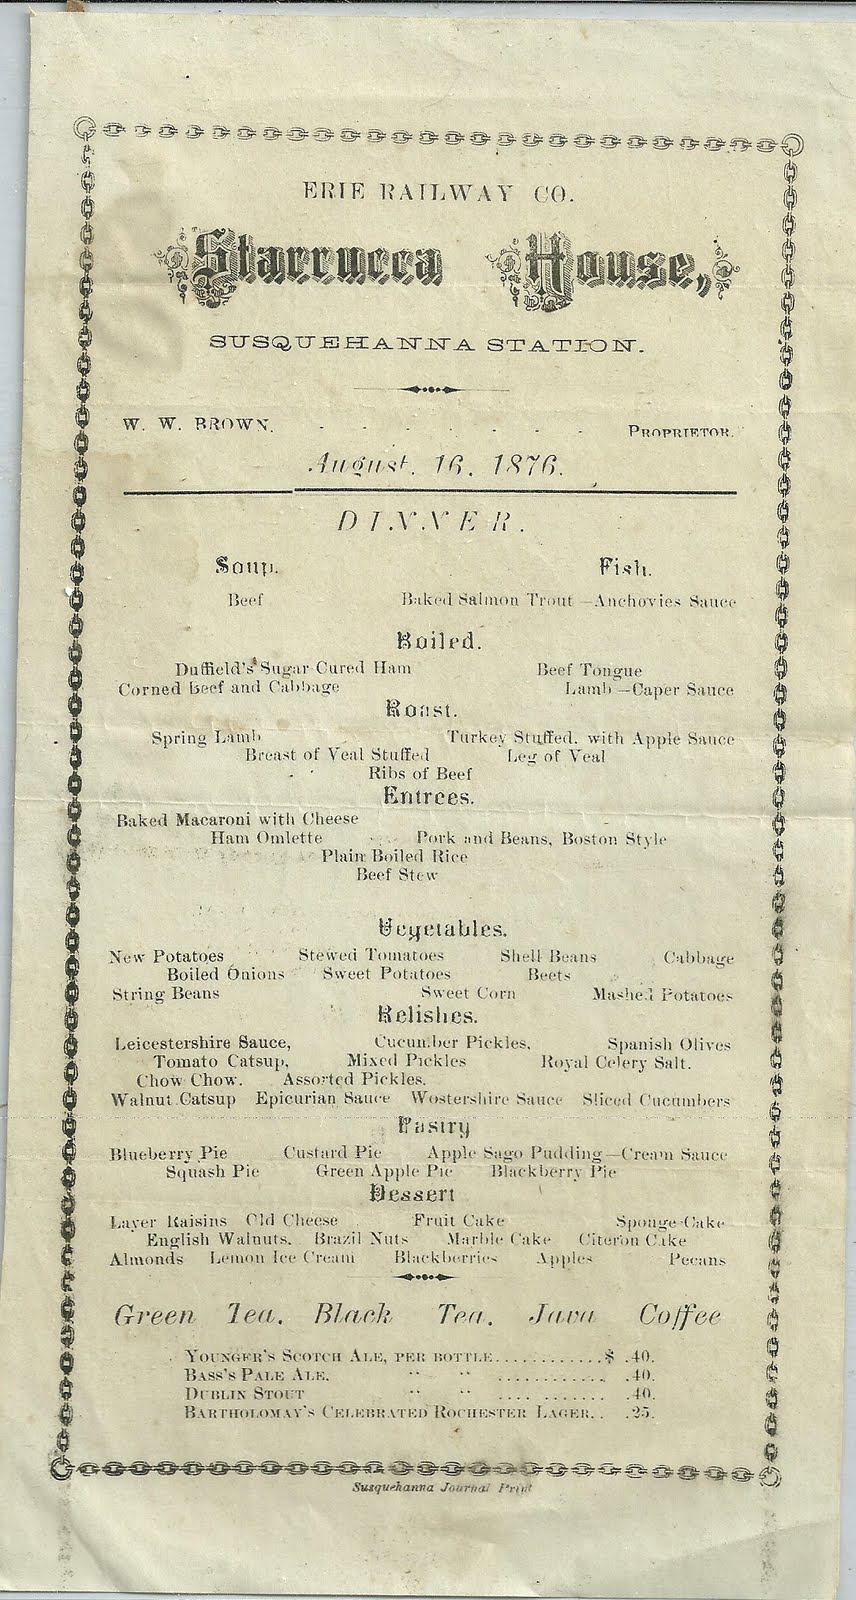 ERIE RAILWAY CO.
Starrucca House,
SUSQUEHANNA STATION.
W. W. BROWN, - - - - - - PROPRIETOR.
August, 16, 1876.
DINNER.
Soup. Fish.
Beef Baked Salmon Trout—Anchovies Sauce
Boiled.
Duffield's Sugar Cured Ham Beef Tongue
Corned Beef and Cabbage Lamb—Caper Sauce
Roast.
Spring Lamb Turkey Stuffed, with Apple Sauce
Breast of Veal Stuffed Leg of Veal
Ribs of Beef
Entrees.
Baked Macaroni with Cheese
Ham Omlette Pork and Beans, Boston Style
Plain Boiled Rice
Beef Stew
Vegetables.
New Potatoes Stewed Tomatoes Shell Beans Cabbage
Boiled Onions Sweet Potatoes Beets
String Beans Sweet Corn Mashed Potatoes
Relishes.
Leicestershire Sauce, Cucumber Pickles, Spanish Olives
Tomato Catsup, Mixed Pickles Royal Celery Salt.
Chow Chow. Assorted Pickles.
Walnut Catsup Epicurian Sauce Wostershire Sauce Sliced Cucumbers
Pastry
Blueberry Pie Custard Pie Apple Sago Pudding—Cream Sauce
Squash Pie Green Apple Pie Blackberry Pie
Dessert
Layer Raisins Old Cheese Fruit Cake Sponge Cake
English Walnuts. Brazil Nuts Marble Cake Citeron Cake
Almonds Lemon Ice Cream Blackberries Apples Pecans
Green Tea. Black Tea. Java Coffee
YOUNGER'S SCOTCH ALE, PER BOTTLE............$ .40.
BASS'S PALE ALE. " " ............ .40.
DUBLIN STOUT " " ............ .40.
BARTHOLOMAY'S CELEBRATED ROCHESTER LAGER.. .25.
Susquehanna Journal Print